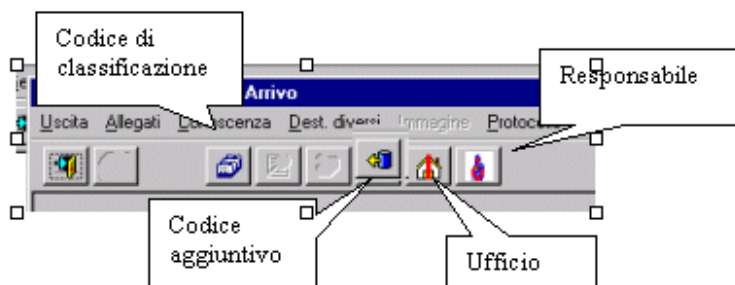 Codice di
classificazione
Responsabile
Arrivo
Uscita Allegati Dest. diversi Immagine
Codice
aggiuntivo
Ufficio